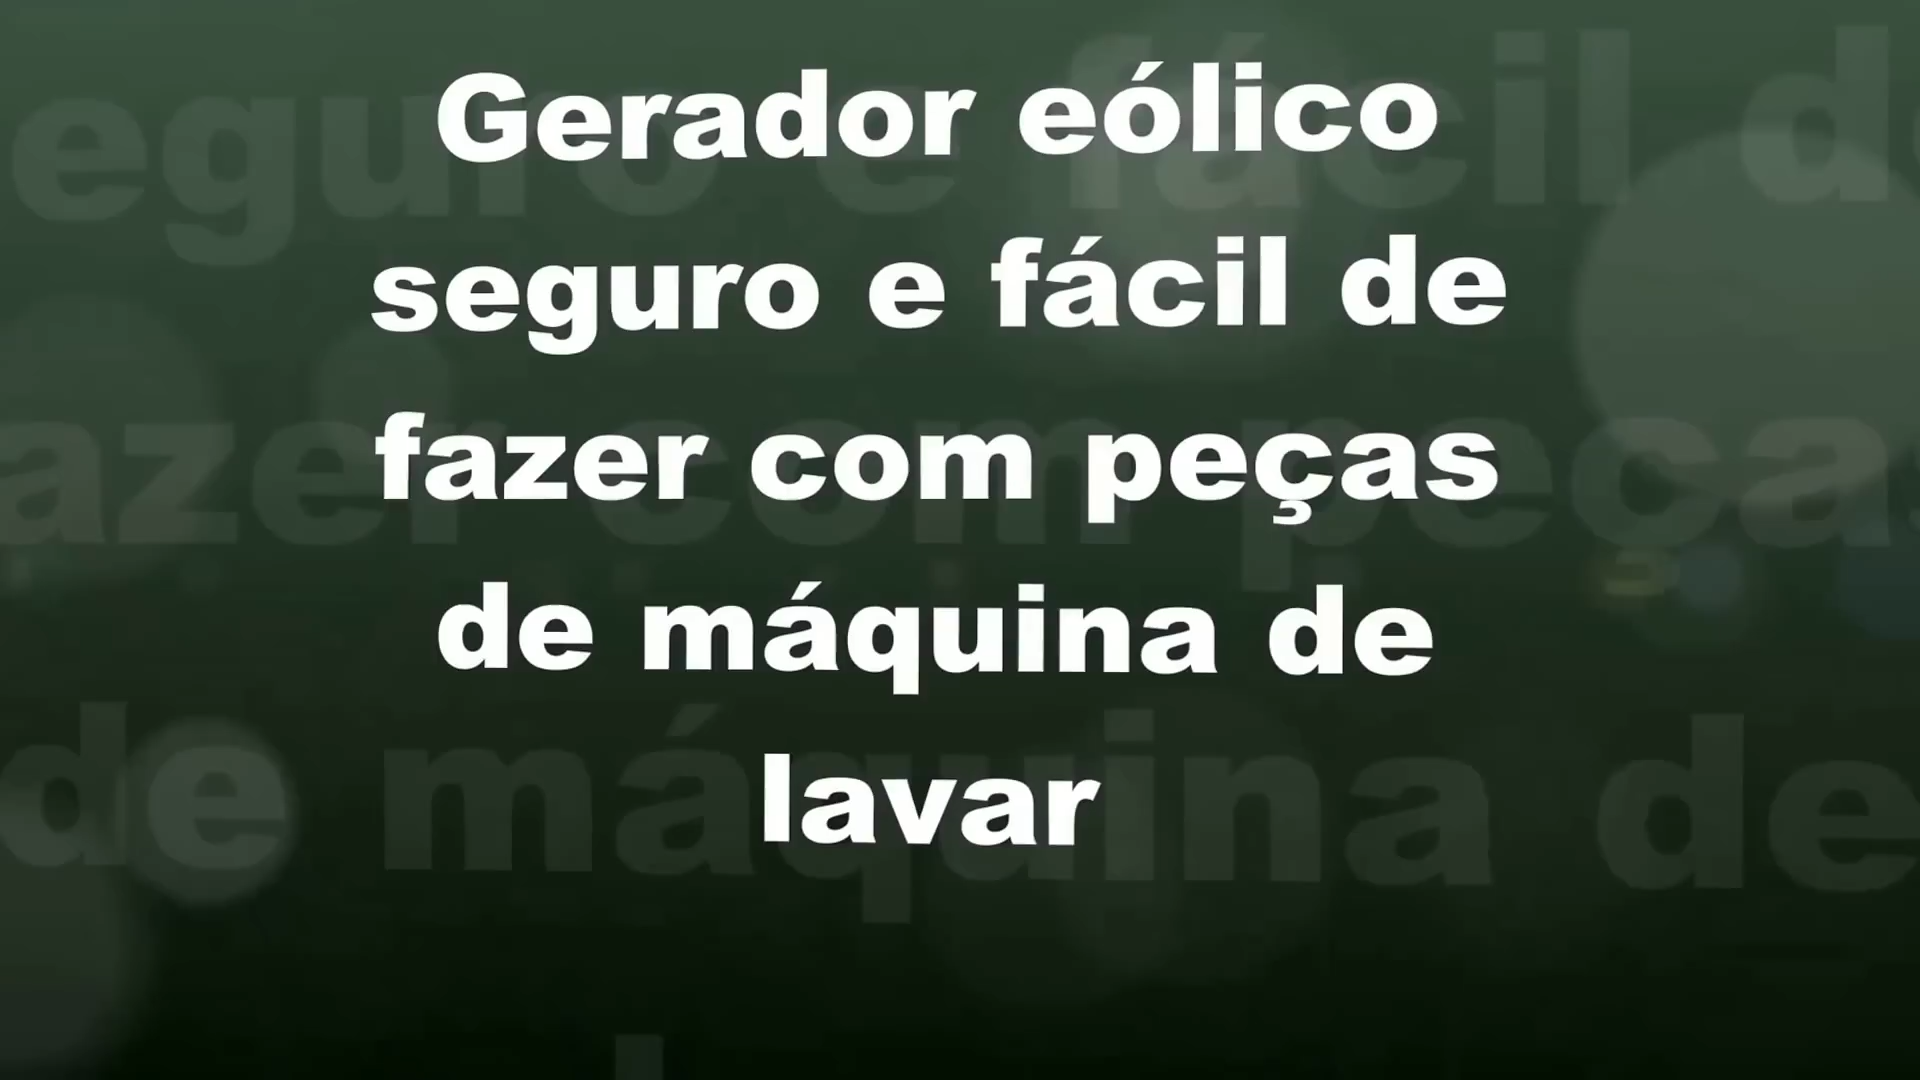 Gerador eólico
seguro e fácil de
fazer com peças
de máquina de
lavar